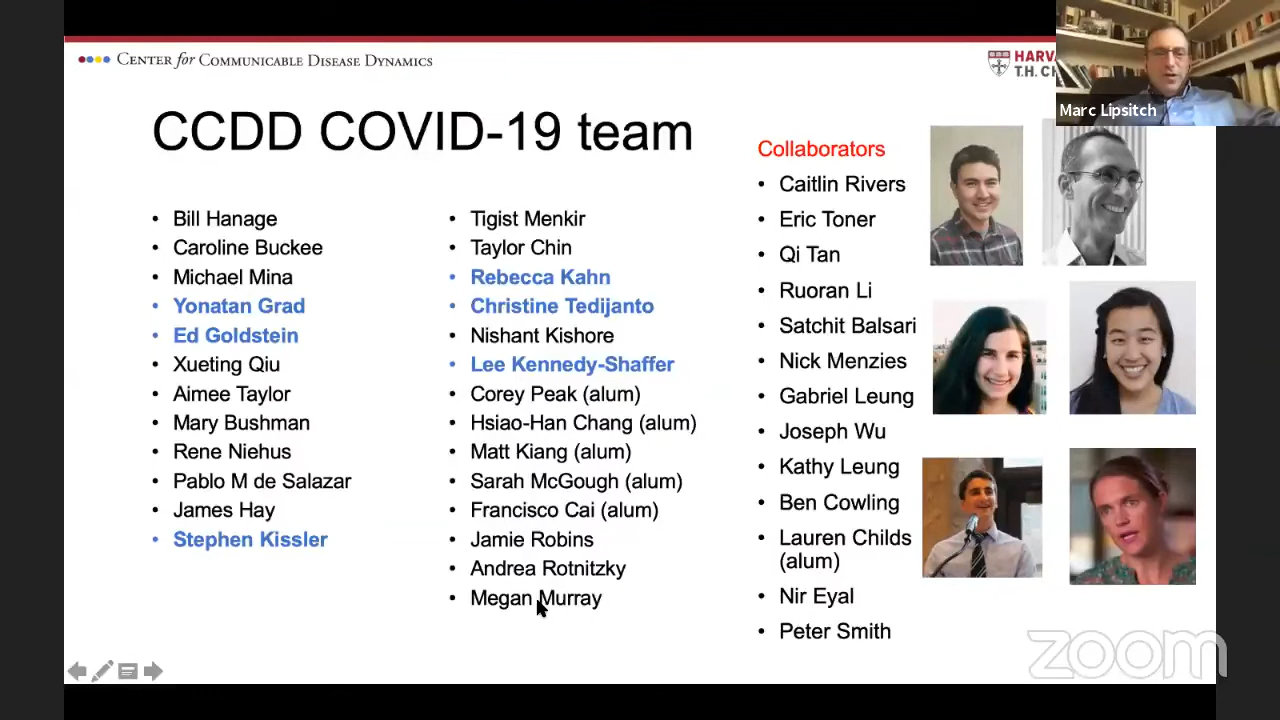 CENTER for COMMUNICABLE DISEASE DYNAMICS
HARVA
T.H. CH
Marc Lipsitch
CCDD COVID-19 team
• Bill Hanage
• Caroline Buckee
• Michael Mina
• Yonatan Grad
• Ed Goldstein
• Xueting Qiu
• Aimee Taylor
• Mary Bushman
• Rene Niehus
• Pablo M de Salazar
• James Hay
• Stephen Kissler
• Tigist Menkir
• Taylor Chin
• Rebecca Kahn
• Christine Tedijanto
• Nishant Kishore
• Lee Kennedy-Shaffer
• Corey Peak (alum)
• Hsiao-Han Chang (alum)
• Matt Kiang (alum)
• Sarah McGough (alum)
• Francisco Cai (alum)
• Jamie Robins
• Andrea Rotnitzky
• Megan Murray
Collaborators
• Caitlin Rivers
• Eric Toner
• Qi Tan
• Ruoran Li
• Satchit Balsari
• Nick Menzies
• Gabriel Leung
• Joseph Wu
• Kathy Leung
• Ben Cowling
• Lauren Childs
(alum)
• Nir Eyal
• Peter Smith
zoom